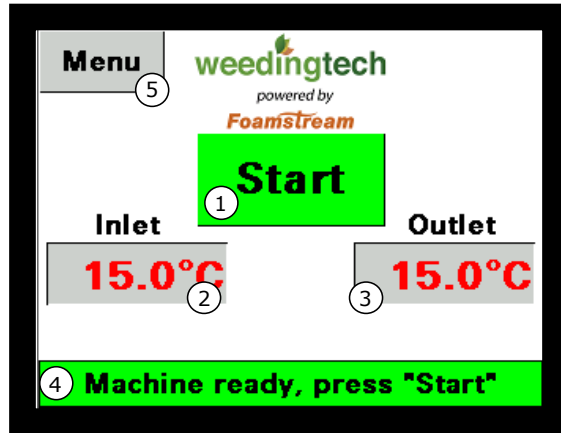 Menu
5
weedingtech
powered by
Foamstream
Start
1
Inlet
Outlet
15.0°C
2
15.0°C
3
4
Machine ready, press "Start"